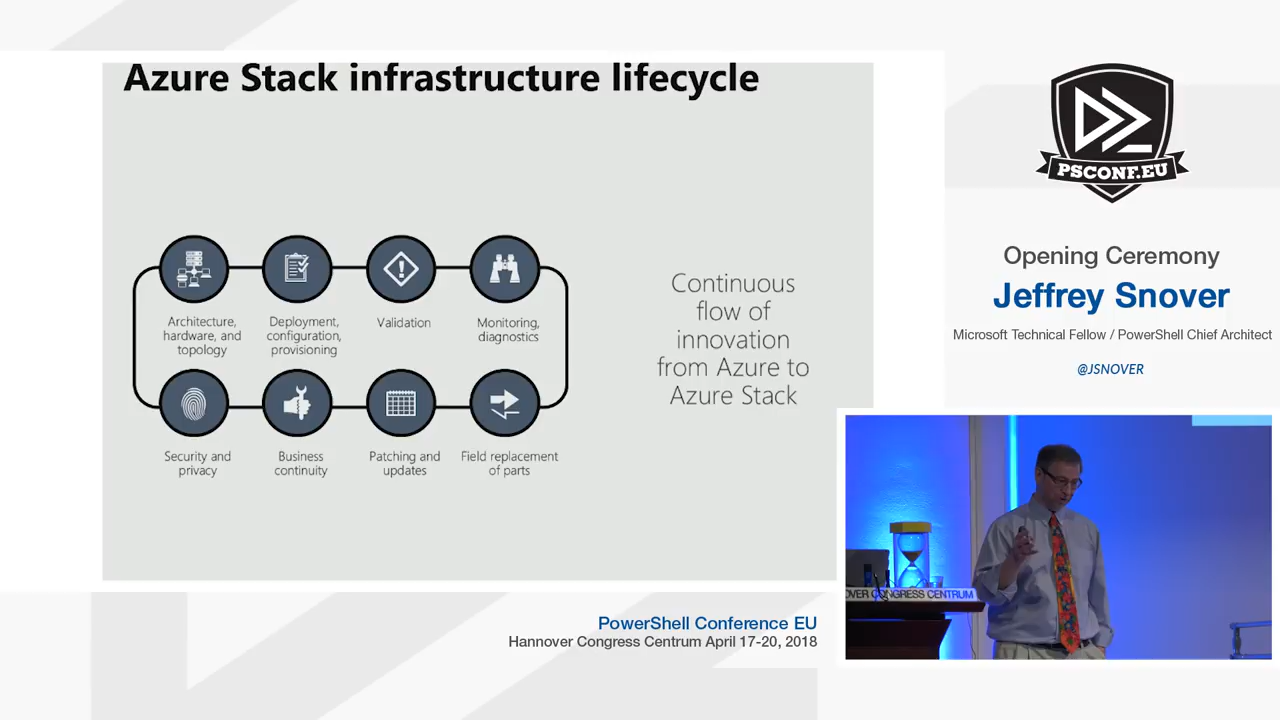 Azure Stack infrastructure lifecycle
Architecture,
hardware, and
topology
Deployment,
configuration,
provisioning
Validation
Monitoring,
diagnostics
Security and
privacy
Business
continuity
Patching and
updates
Field replacement
of parts
Continuous
flow of
innovation
from Azure to
Azure Stack
PSCONF.EU
Opening Ceremony
Jeffrey Snover
Microsoft Technical Fellow / PowerShell Chief Architect
@JSNOVER
OVER CONGRESS CENTRUM
PowerShell Conference EU
Hannover Congress Centrum April 17-20, 2018